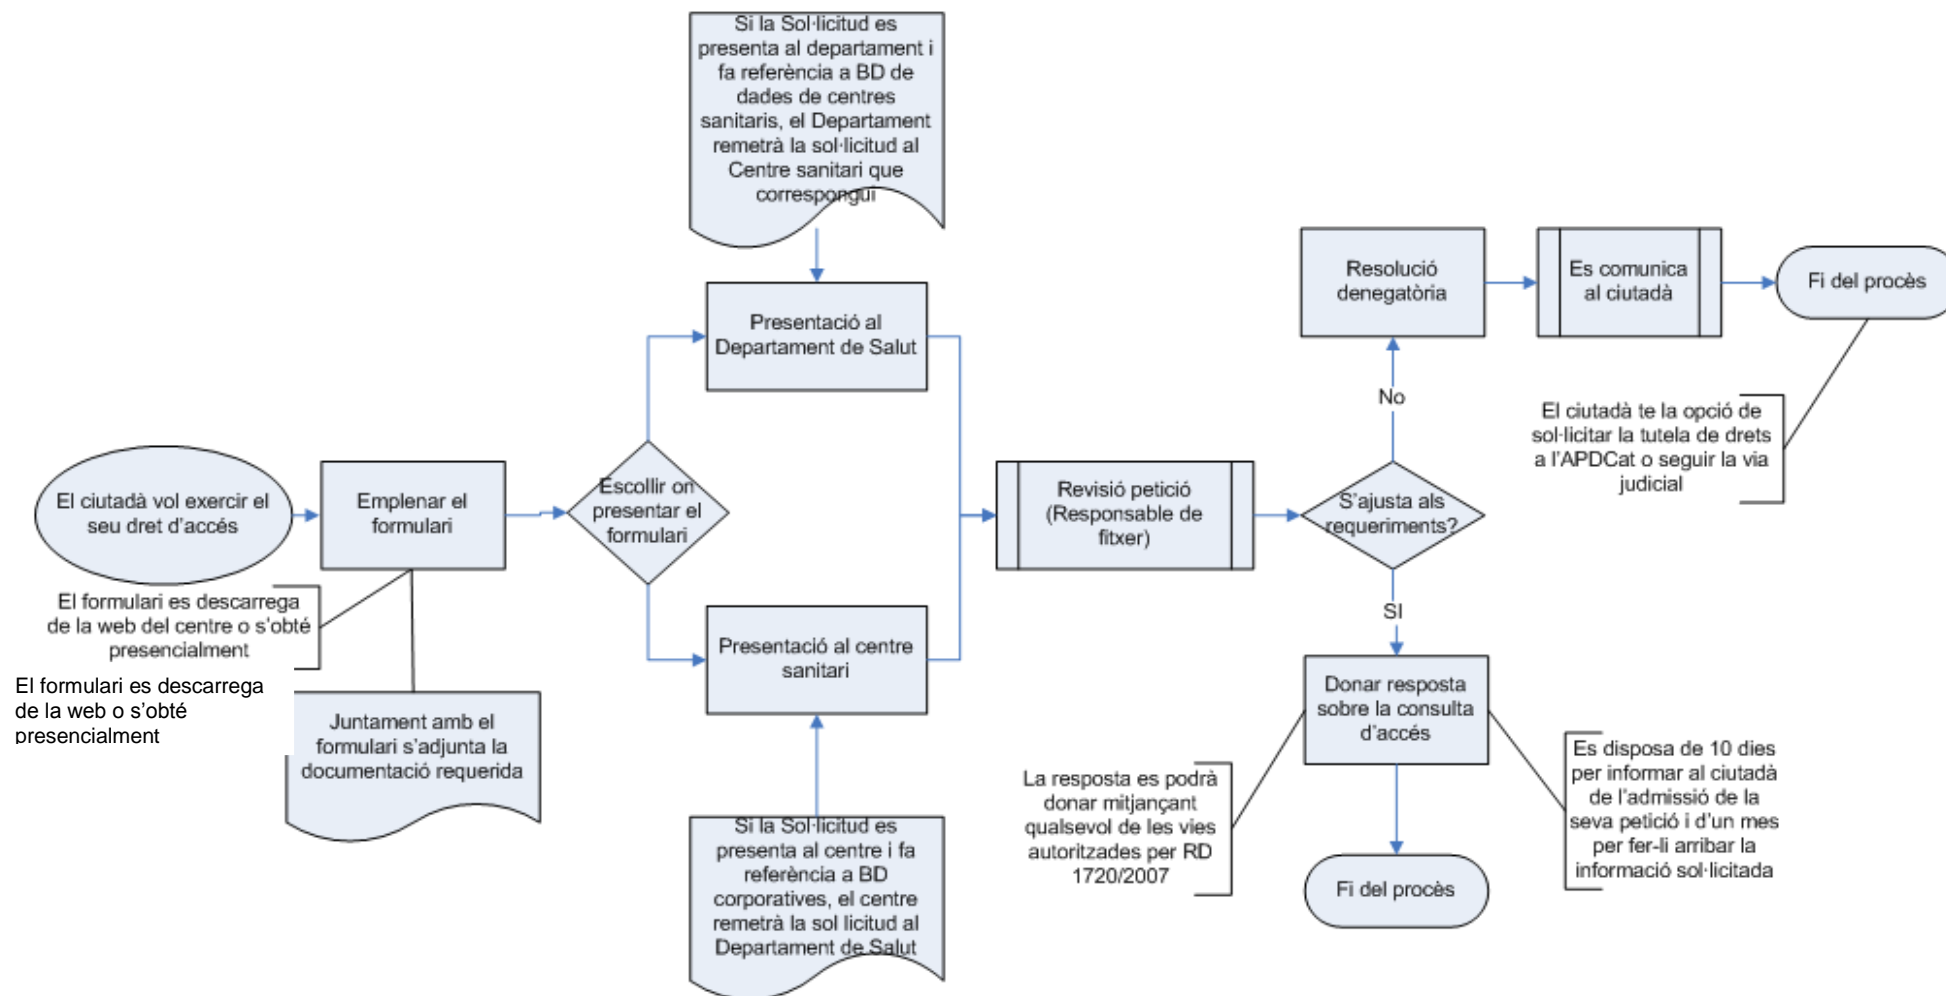 Si la Sol·licitud es
presenta al departament i
fa referència a BD de
dades de centres
sanitaris, el Departament
remetrà la sol·licitud al
Centre sanitari que
correspongui
Presentació al
Departament de Salut
Resolució
denegatòria
Es comunica
al ciutadà
Fi del procès
No
El ciutadà te la opció de
sol·licitar la tutela de drets
a l'APDCat o seguir la via
judicial
El ciutadà vol exercir el
seu dret d'accés
Emplenar el
formulari
Escollir on
presentar el
formulari
Revisió petició
(Responsable de
fitxer)
S'ajusta als
requeriments?
El formulari es descarrega
de la web del centre o s'obté
presencialment
El formulari es descarrega
de la web o s'obté
presencialment
Juntament amb el
formulari s'adjunta la
documentació requerida
Presentació al centre
sanitari
SI
Donar resposta
sobre la consulta
d'accés
La resposta es podrà
donar mitjançant
qualsevol de les vies
autoritzades per RD
1720/2007
Es disposa de 10 dies
per informar al ciutadà
de l'admissió de la
seva petició i d'un mes
per fer-li arribar la
informació sol·licitada
Si la Sol·licitud es
presenta al centre i fa
referència a BD
corporatives, el centre
remetrà la sol licitud al
Departament de Salut
Fi del procès